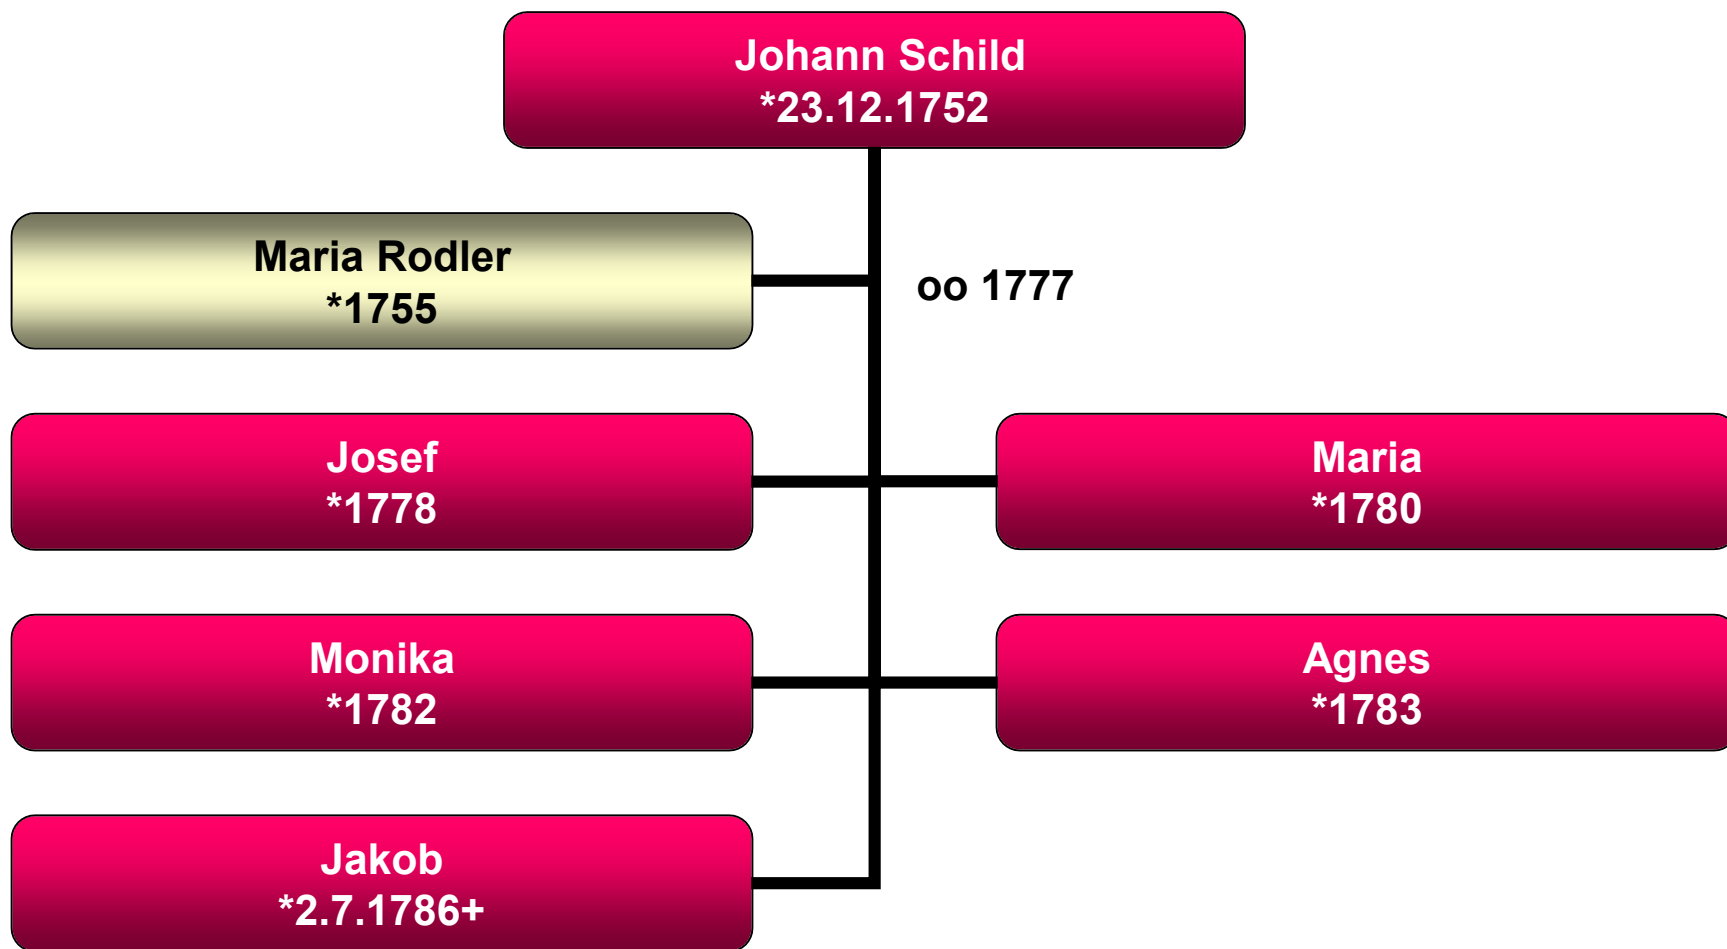 Johann Schild
*23.12.1752
Maria Rodler
*1755
oo 1777
Josef
*1778
Maria
*1780
Monika
*1782
Agnes
*1783
Jakob
*2.7.1786+